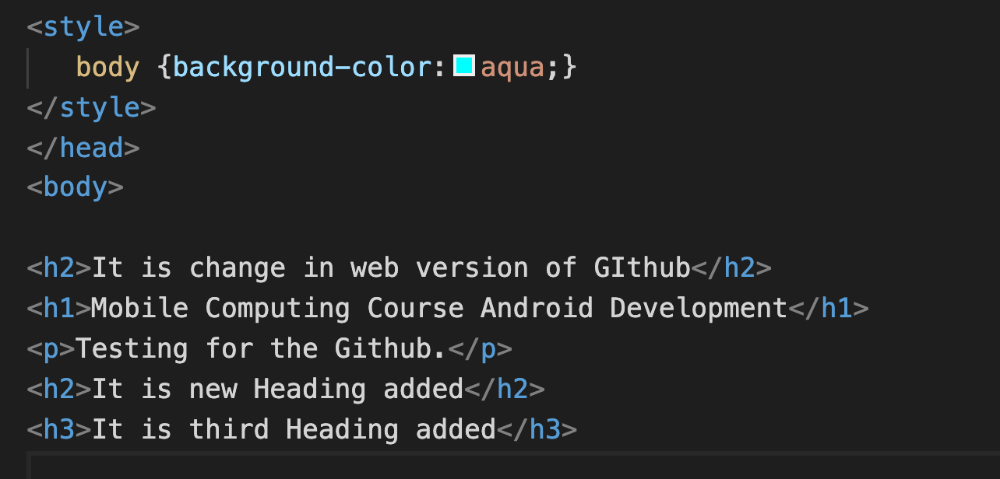 <style>
body {background-color:aqua;}
</style>
</head>
<body>
<h2>It is change in web version of GIthub</h2>
<h1>Mobile Computing Course Android Development</h1>
<p>Testing for the Github.</p>
<h2>It is new Heading added</h2>
<h3>It is third Heading added</h3>